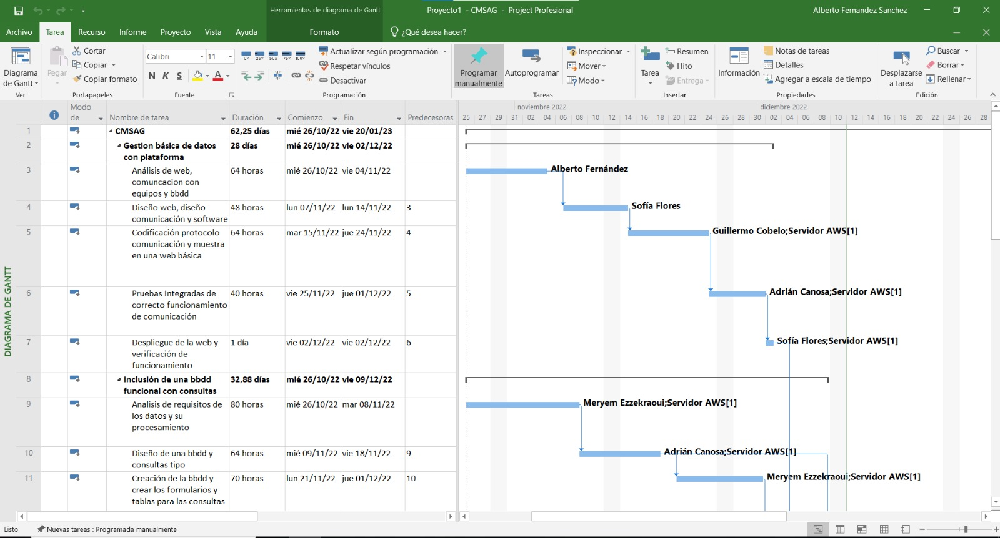 Herramientas de diagrama de Gantt
Proyecto1 - CMSAG - Project Profesional
Alberto Fernandez Sanchez
Archivo Tarea Recurso Informe Proyecto Vista Ayuda Formato ¿Qué desea hacer?
Diagrama de Gantt
Ver
Pegar
Cortar
Copiar
Copiar formato
Portapapeles
Calibri 11
N K S A
Fuente
0x 25x 50x 75x 100x
Actualizar según programación
Respetar vínculos
Desactivar
Programación
Programar manualmente
Autoprogramar
Inspeccionar
Mover
Modo
Tareas
Tarea
Resumen
Hito
Entrega
Insertar
Información
Notas de tareas
Detalles
Agregar a escala de tiempo
Propiedades
Desplazarse a tarea
Buscar
Borrar
Rellenar
Edición
Modo de Nombre de tarea Duración Comienzo Fin Predecesoras
noviembre 2022 diciembre 2022
25 27 29 31 02 04 06 08 10 12 14 16 18 20 22 24 26 28 30 02 04 06 08 10 12 14 16 18 20 22 24 26 28
DIAGRAMA DE GANTT
1 CMSAG 62,25 días mié 26/10/22 vie 20/01/23
2 Gestion básica de datos 28 días mié 26/10/22 vie 02/12/22
con plataforma
3 Análisis de web, 64 horas mié 26/10/22 vie 04/11/22 Alberto Fernández
comuncacion con
equipos y bbdd
4 Diseño web, diseño 48 horas lun 07/11/22 lun 14/11/22 3 Sofía Flores
comunicación y software
5 Codificación protocolo 64 horas mar 15/11/22 jue 24/11/22 4 Guillermo Cobelo;Servidor AWS[1]
comunicación y muestra
en una web básica
6 Pruebas Integradas de 40 horas vie 25/11/22 jue 01/12/22 5 Adrián Canosa;Servidor AWS[1]
correcto funcionamiento
de comunicación
7 Despliegue de la web y 1 día vie 02/12/22 vie 02/12/22 6 Sofía Flores;Servidor AWS[1]
verificación de
funcionamiento
8 Inclusión de una bbdd 32,88 días mié 26/10/22 vie 09/12/22
funcional con consultas
9 Analisis de requisitos de 80 horas mié 26/10/22 mar 08/11/22 Meryem Ezzekraoui;Servidor AWS[1]
los datos y su
procesamiento
10 Diseño de una bbdd y 64 horas mié 09/11/22 vie 18/11/22 9 Adrián Canosa;Servidor AWS[1]
consultas tipo
11 Creación de la bbdd y 70 horas lun 21/11/22 jue 01/12/22 10 Meryem Ezzekraoui;Servidor AWS[1]
crear los formularios y
tablas para las consultas
Listo Nuevas tareas : Programada manualmente